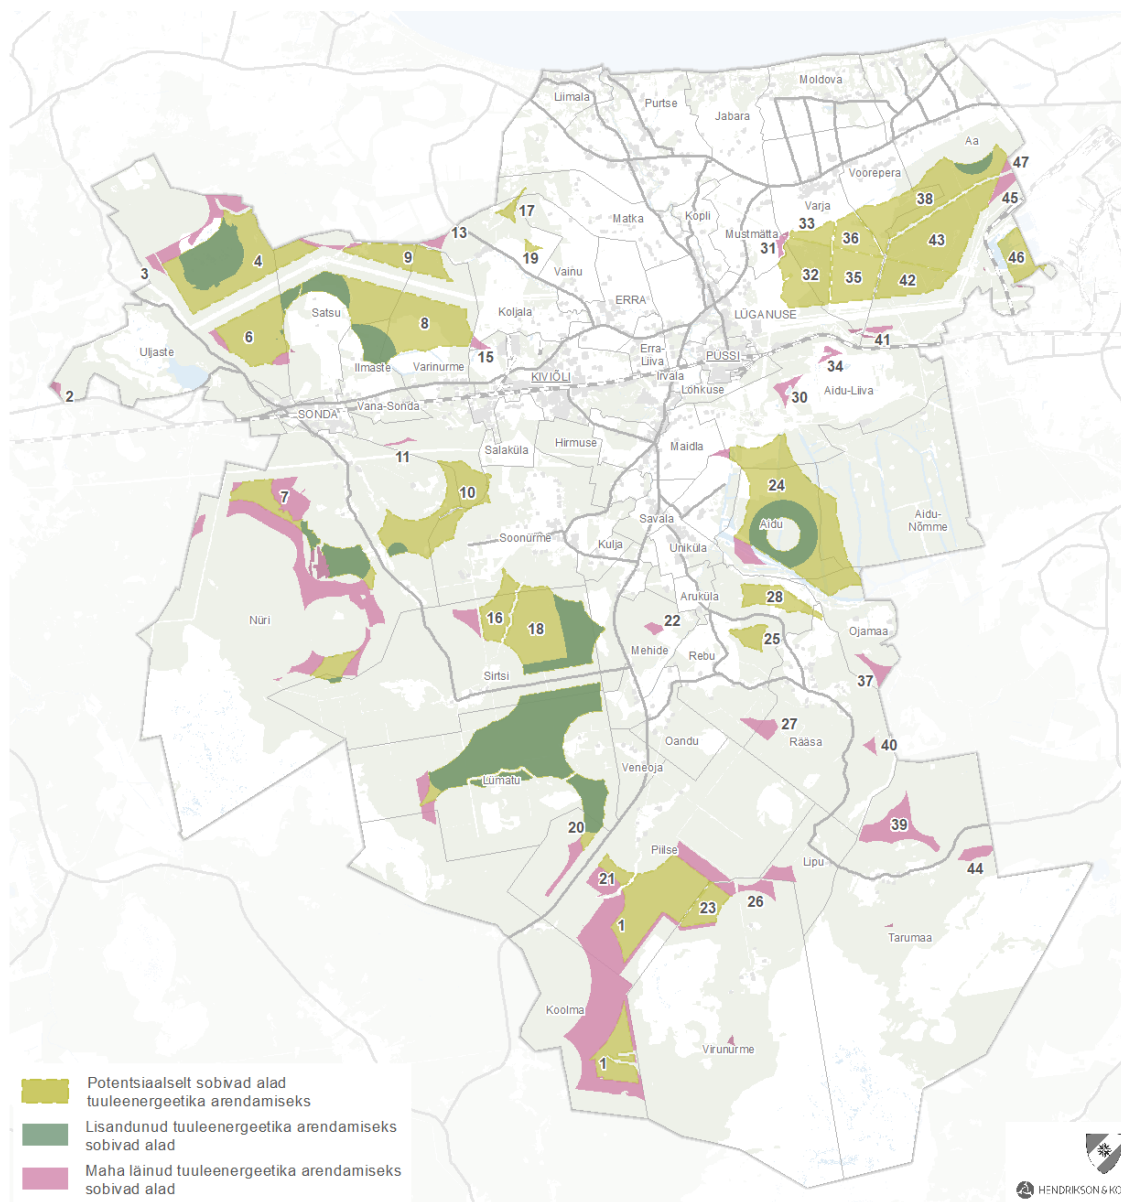 Liimala
Purtse
Moldova
Jabara
Aa
Voorepera
47
38
45
Varja
17
Matka
Kopli
Mustmätta
33
36
43
46
13
31
3
4
9
19
Vainu
32
35
42
ERRA
Satsu
8
Koljala
LÜGANUSE
6
41
Uljaste
15
Erra-
Liiva
PÜSSI
34
Ilmaste
Varinurme
KIVIÕLI
Irvala
Lohkuse
30
Aidu-Liiva
2
Vana-Sonda
SONDA
11
Salaküla
Hirmuse
Maidla
7
10
24
Aidu
Aidu-
Nõmme
Savala
Soonurme
Kulja
Uniküla
Aruküla
28
Nüri
16
18
22
25
Ojamaa
Mehide
Rebu
Sirtsi
37
27
Oandu
Rääsa
40
Veneoja
Lümatu
20
39
Piilse
Lipu
44
21
26
23
1
Tarumaa
Koolma
Virunurme
1
Potentsiaalselt sobivad alad
tuuleenergeetika arendamiseks
Lisandunud tuuleenergeetika arendamiseks
sobivad alad
Maha läinud tuuleenergeetika arendamiseks
sobivad alad
HENDRIKSON & KO